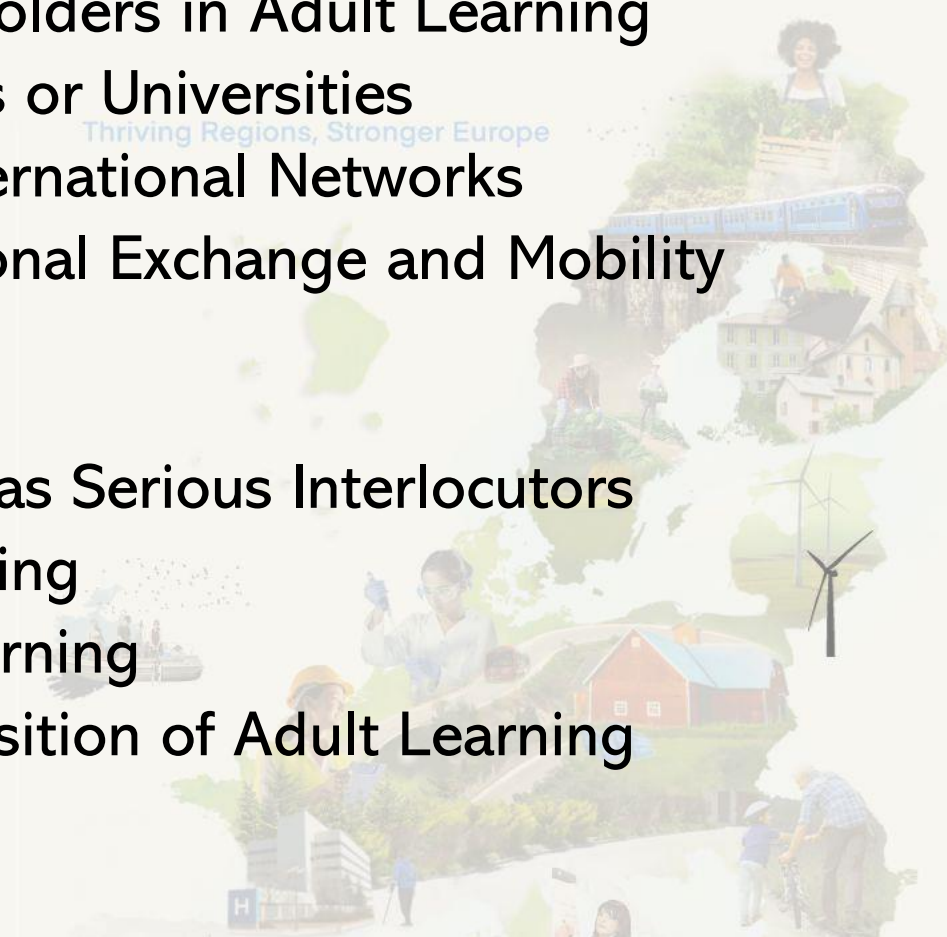 olders in Adult Learning
s or Universities
Thriving Regions, Stronger Europe
ernational Networks
onal Exchange and Mobility
as Serious Interlocutors
ing
rning
sition of Adult Learning
H